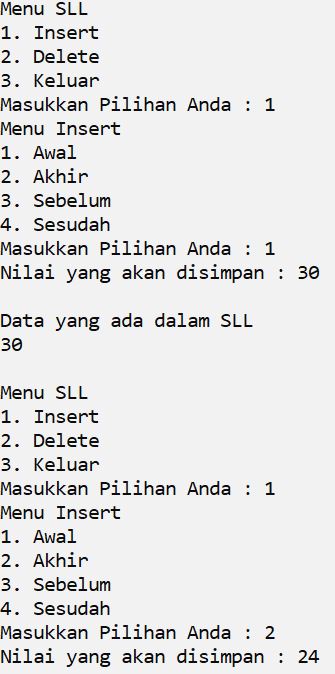 Menu SLL
1. Insert
2. Delete
3. Keluar
Masukkan Pilihan Anda : 1
Menu Insert
1. Awal
2. Akhir
3. Sebelum
4. Sesudah
Masukkan Pilihan Anda : 1
Nilai yang akan disimpan : 30

Data yang ada dalam SLL
30

Menu SLL
1. Insert
2. Delete
3. Keluar
Masukkan Pilihan Anda : 1
Menu Insert
1. Awal
2. Akhir
3. Sebelum
4. Sesudah
Masukkan Pilihan Anda : 2
Nilai yang akan disimpan : 24